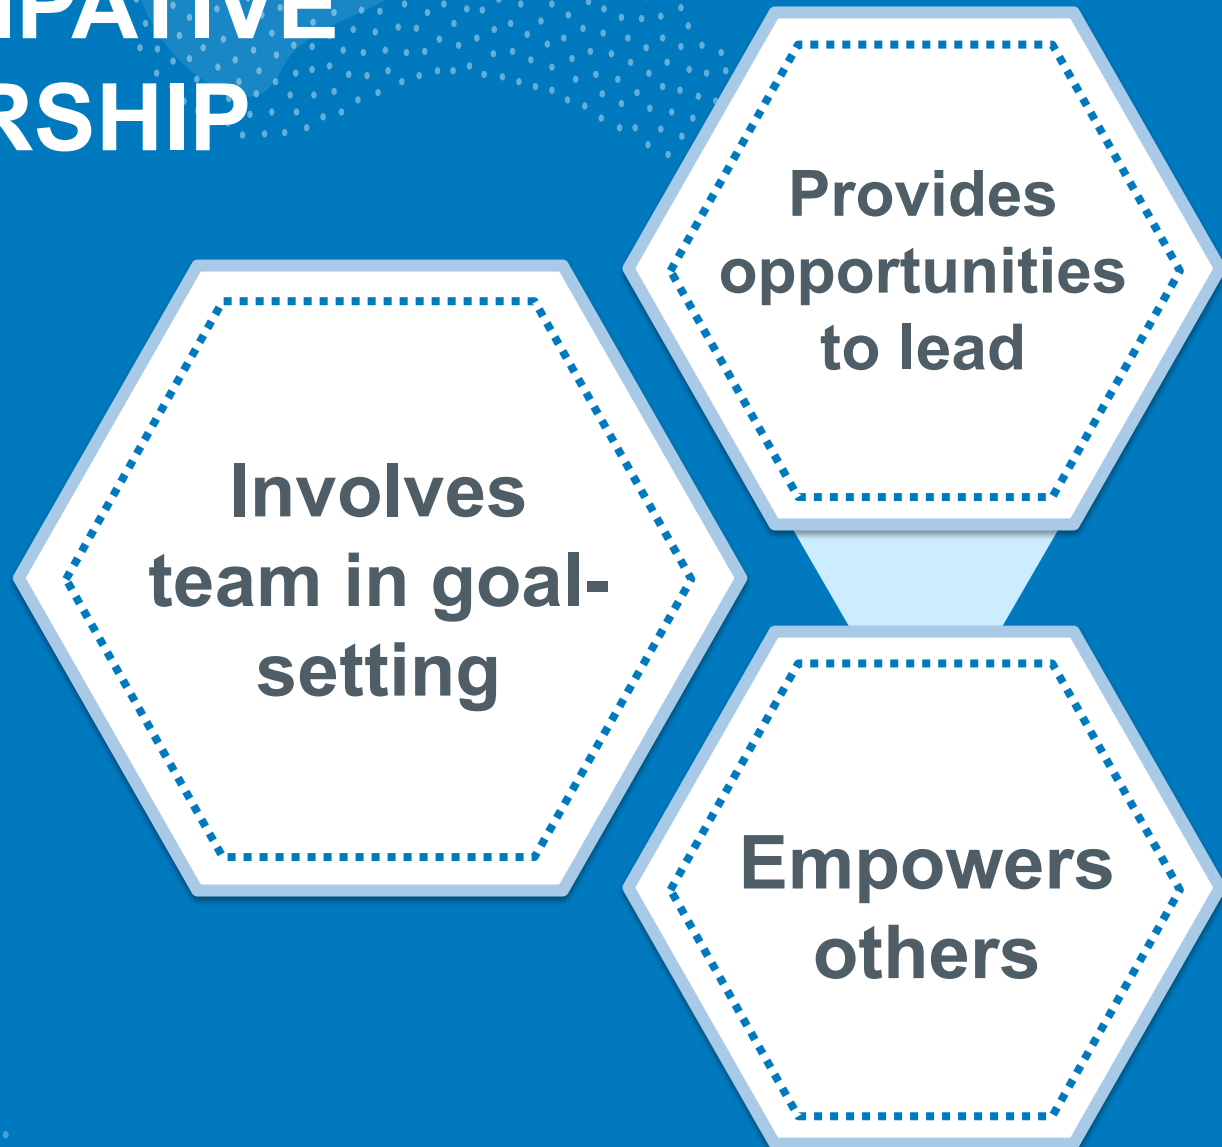 IPATIVE
RSHIP
Provides
opportunities
to lead
Involves
team in goal-
setting
Empowers
others